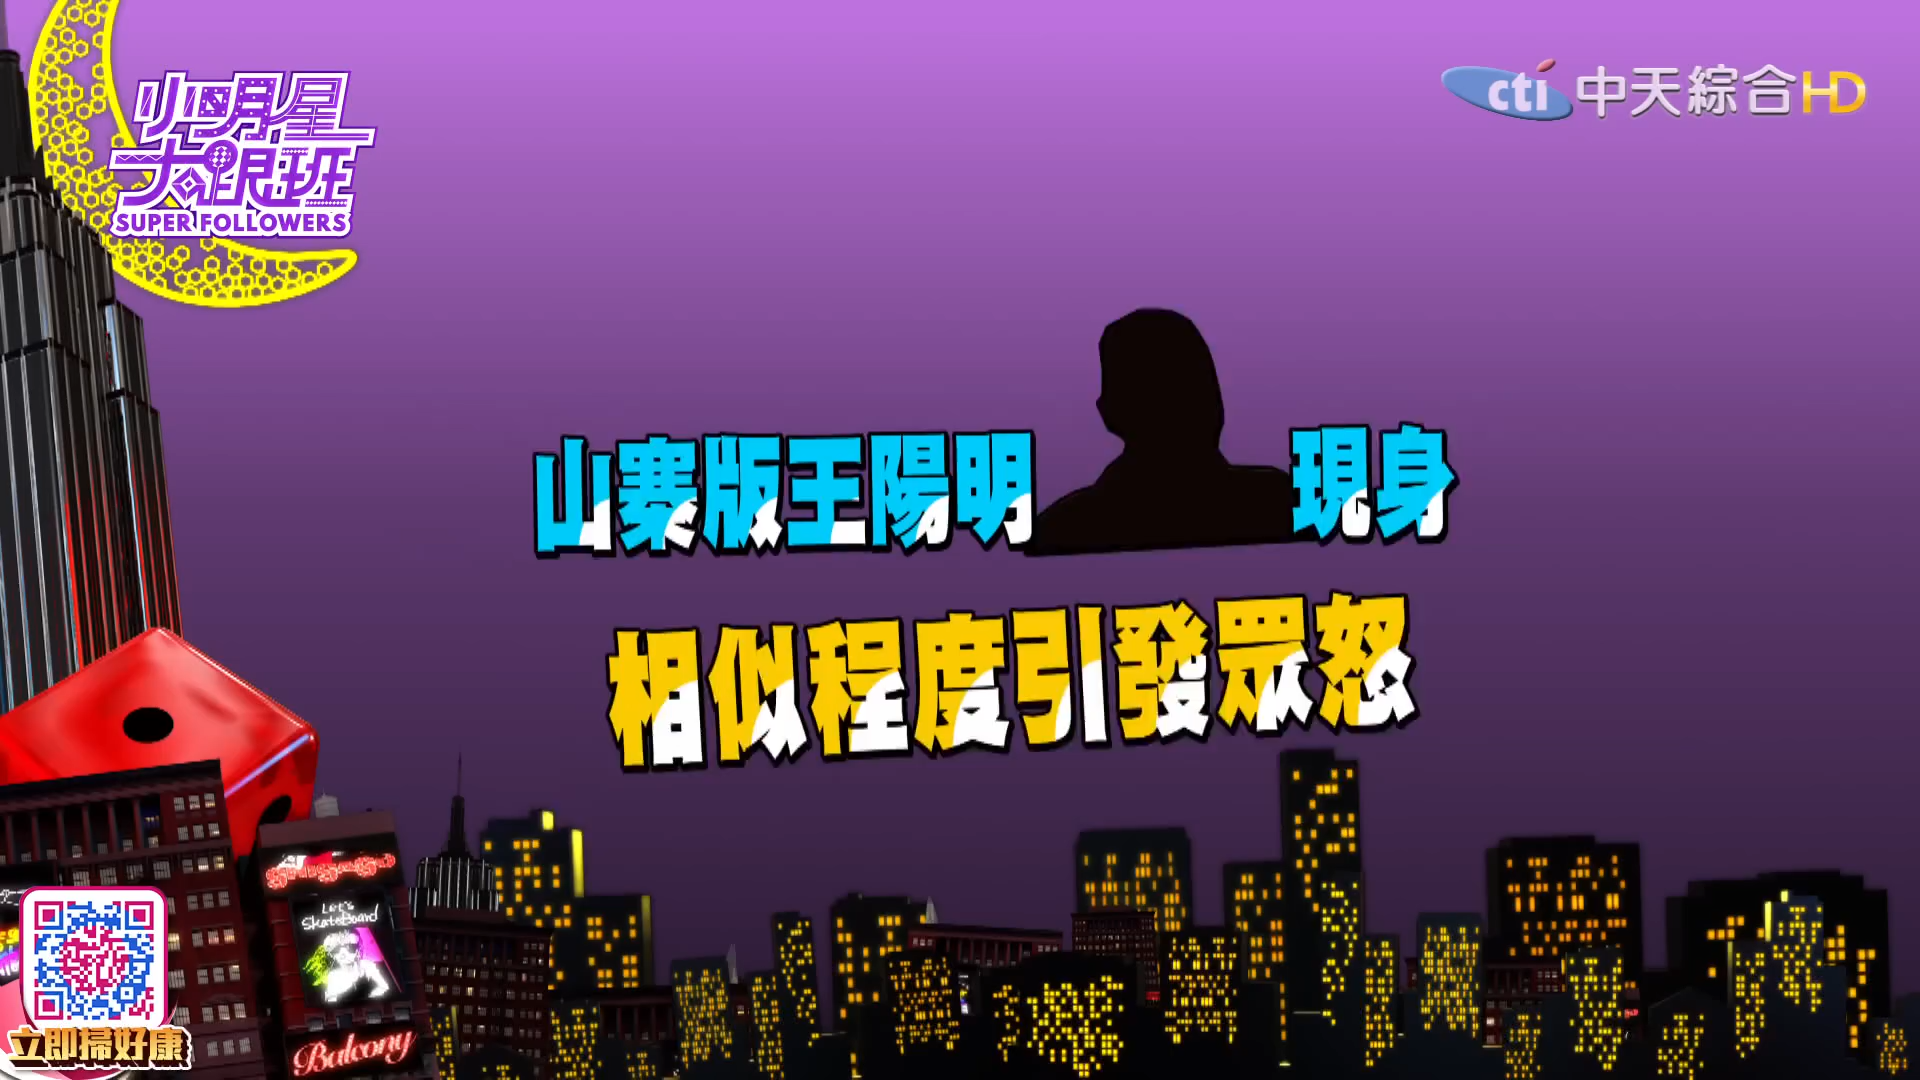 小明星
大跟班
SUPER FOLLOWERS
cti 中天綜合HD
山寨版王陽明 現身
相似程度引發眾怒
Let's
SkateBoard
Balcony
立即掃好康